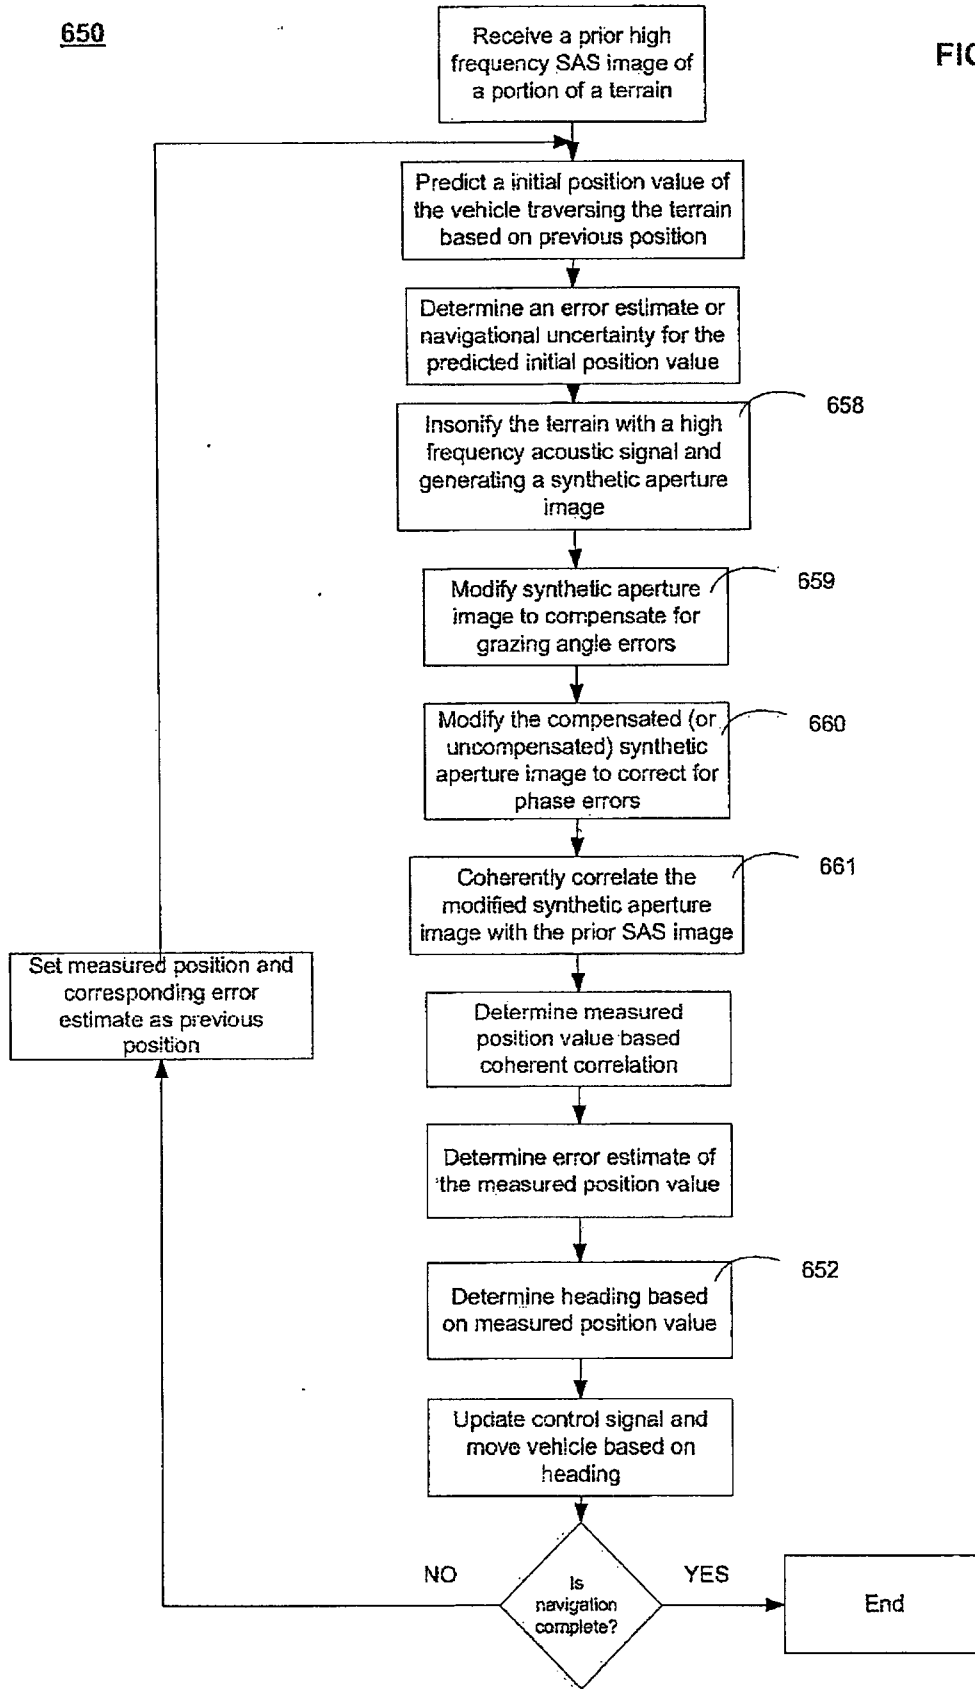 650
FIG
Receive a prior high
frequency SAS image of
a portion of a terrain
Predict a initial position value of
the vehicle traversing the terrain
based on previous position
Determine an error estimate or
navigational uncertainty for the
predicted initial position value
658
Insonify the terrain with a high
frequency acoustic signal and
generating a synthetic aperture
image
659
Modify synthetic aperture
image to compensate for
grazing angle errors
660
Modify the compensated (or
uncompensated) synthetic
aperture image to correct for
phase errors
661
Coherently correlate the
modified synthetic aperture
image with the prior SAS image
Set measured position and
corresponding error
estimate as previous
position
Determine measured
position value based
coherent correlation
Determine error estimate of
the measured position value
652
Determine heading based
on measured position value
Update control signal and
move vehicle based on
heading
NO
Is
navigation
complete?
YES
End